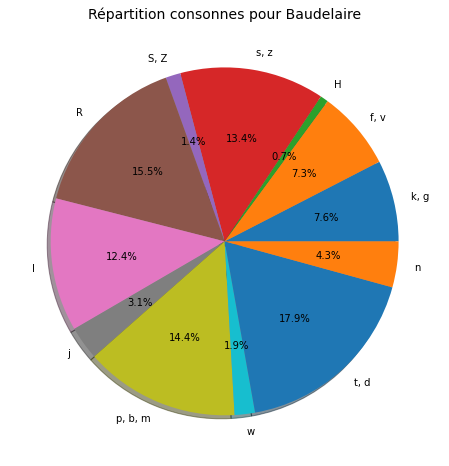 Répartition consonnes pour Baudelaire
S, Z
s, z
H
R
f, v
1.4%
13.4%
0.7%
7.3%
15.5%
k, g
7.6%
12.4%
4.3%
l
n
3.1%
17.9%
14.4%
1.9%
j
t, d
p, b, m
w